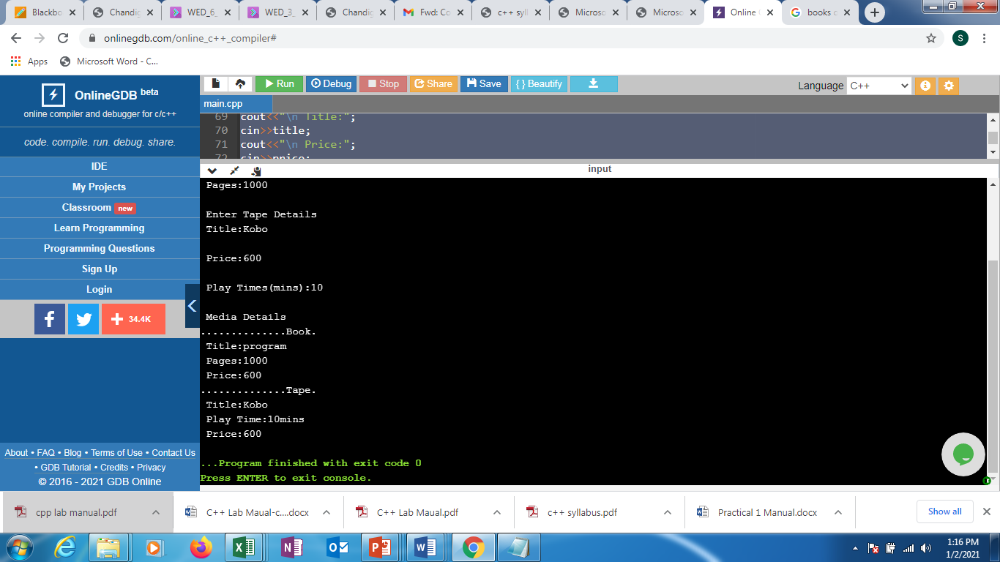 Blackbo
Chandig
WED_6_
WED_3_
Chandig
Fwd: Co
c++ syll
Microso
Microso
Online
books c
onlinegdb.com/online_c++_compiler#
S
Apps
Microsoft Word - C...
OnlineGDB beta
online compiler and debugger for c/c++
code. compile. run. debug. share.
IDE
My Projects
Classroom new
Learn Programming
Programming Questions
Sign Up
Login
f
34.4K
About • FAQ • Blog • Terms of Use • Contact Us
• GDB Tutorial • Credits • Privacy
© 2016 - 2021 GDB Online
Run
Debug
Stop
Share
Save
{ } Beautify
Language C++
main.cpp
69 cout<<"\n Title:";
70 cin>>title;
71 cout<<"\n Price:";
72 cin>>price;
input
Pages:1000
Enter Tape Details
Title:Kobo
Price:600
Play Times(mins):10
Media Details
..............Book.
Title:program
Pages:1000
Price:600
..............Tape.
Title:Kobo
Play Time:10mins
Price:600
...Program finished with exit code 0
Press ENTER to exit console.
cpp lab manual.pdf
C++ Lab Maual-c....docx
C++ Lab Maual.pdf
c++ syllabus.pdf
Practical 1 Manual.docx
Show all
1:16 PM
1/2/2021